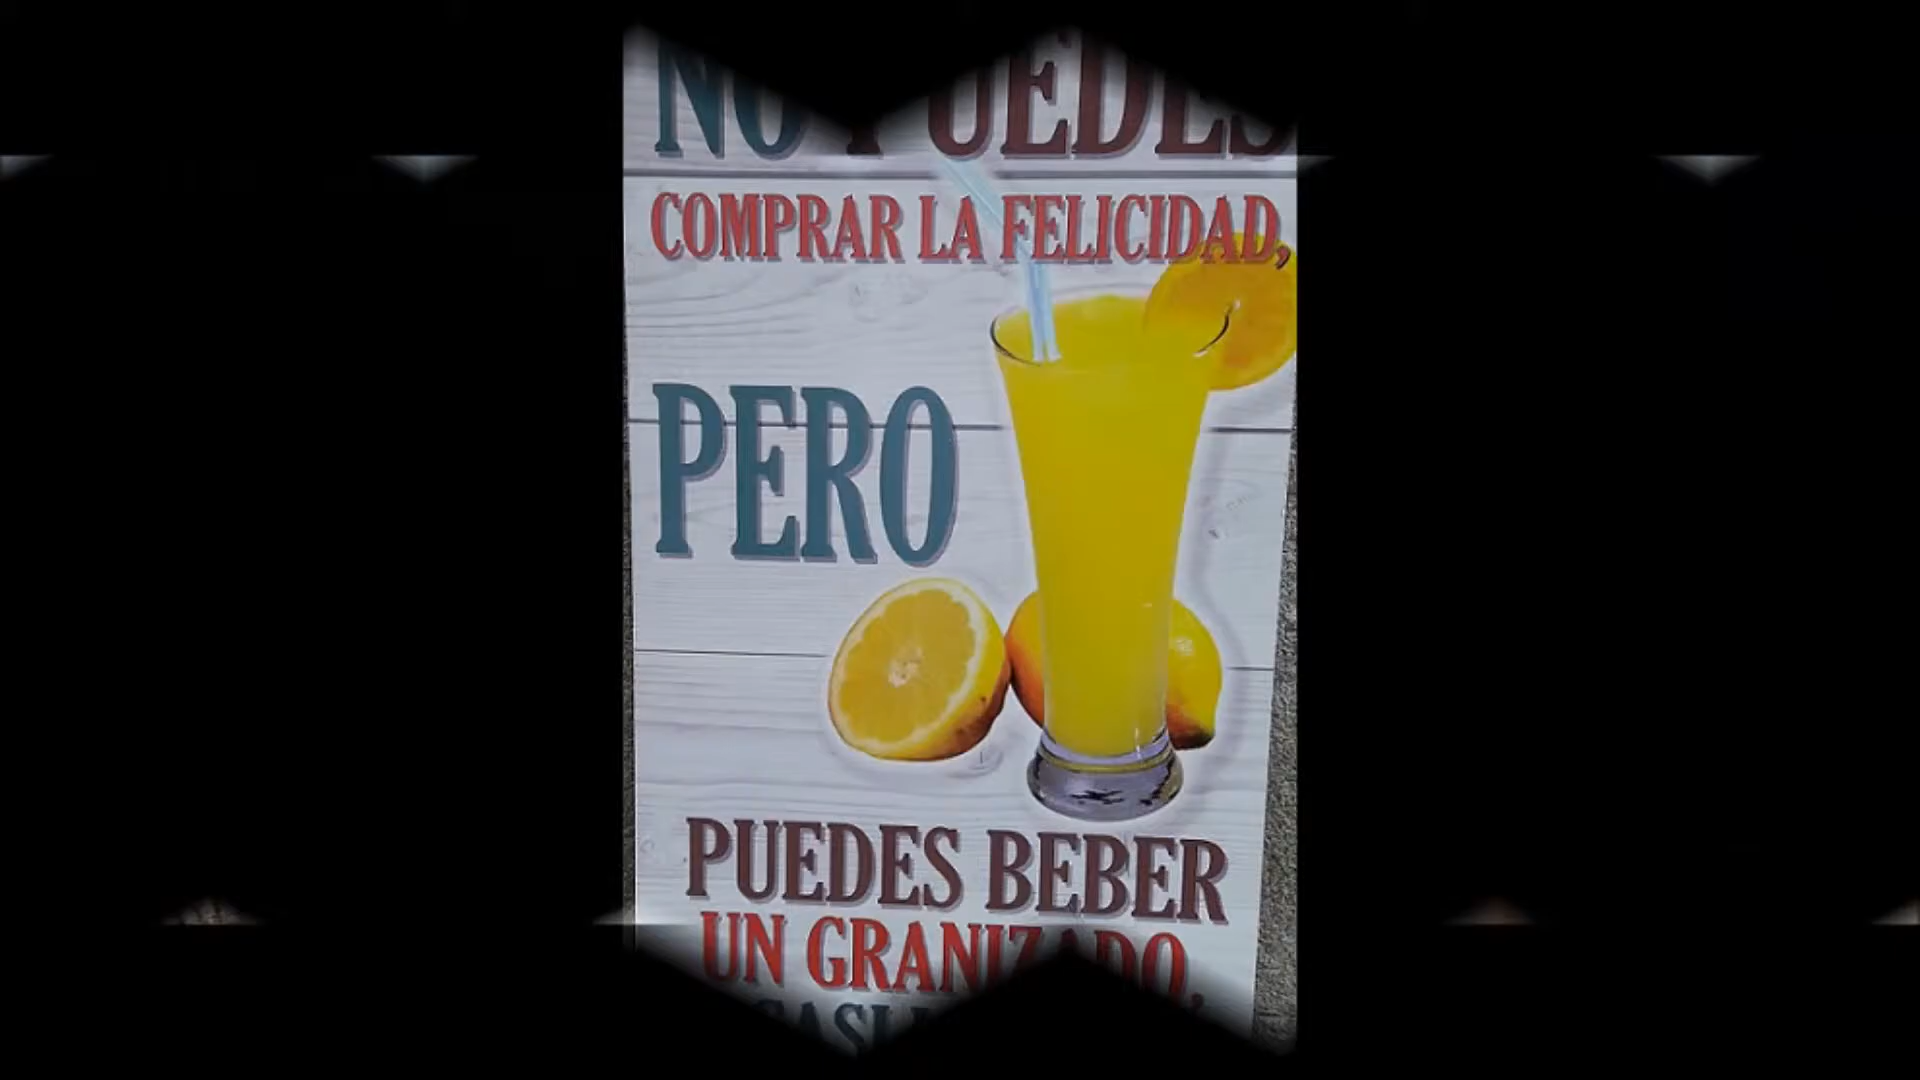 NO PUEDES
COMPRAR LA FELICIDAD,
PERO
PUEDES BEBER
UN GRANIZADO,